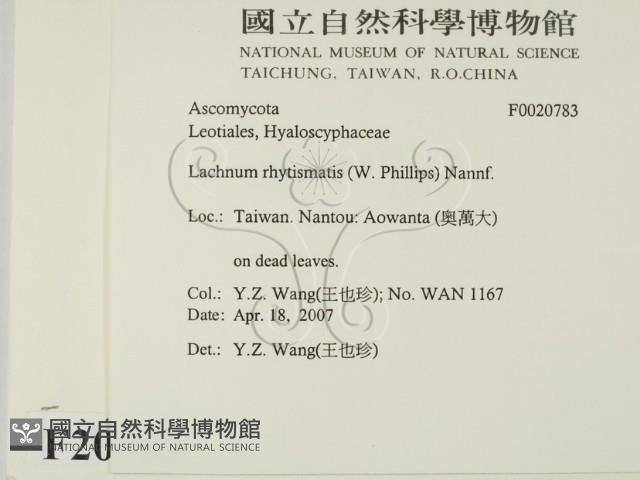 國立自然科學博物館
NATIONAL MUSEUM OF NATURAL SCIENCE
TAICHUNG, TAIWAN, R.O.CHINA
Ascomycota F0020783
Leotiales, Hyaloscyphaceae
Lachnum rhytismatis (W. Phillips) Nannf.
Loc.: Taiwan. Nantou: Aowanta (奧萬大)
on dead leaves.
Col.: Y.Z. Wang(王也珍); No. WAN 1167
Date: Apr. 18, 2007
Det.: Y.Z. Wang(王也珍)
國立自然科學博物館
NATIONAL MUSEUM OF NATURAL SCIENCE
F20